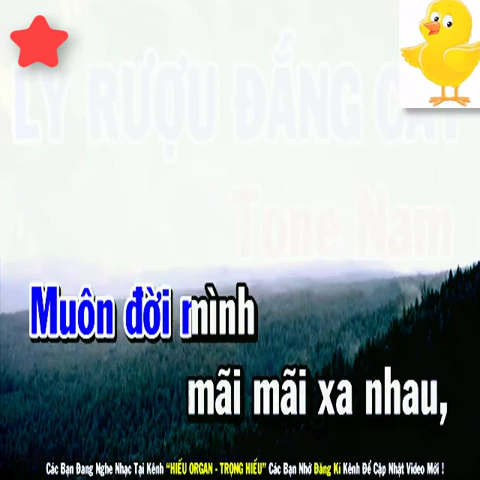 LY RƯỢU ĐẮNG CAY
Tone Nam
Muôn đời mình
mãi mãi xa nhau,
Các Bạn Đang Nghe Nhạc Tại Kênh "HIẾU ORGAN - TRỌNG HIẾU" Các Bạn Nhớ Đăng Kí Kênh Để Cập Nhật Video Mới !